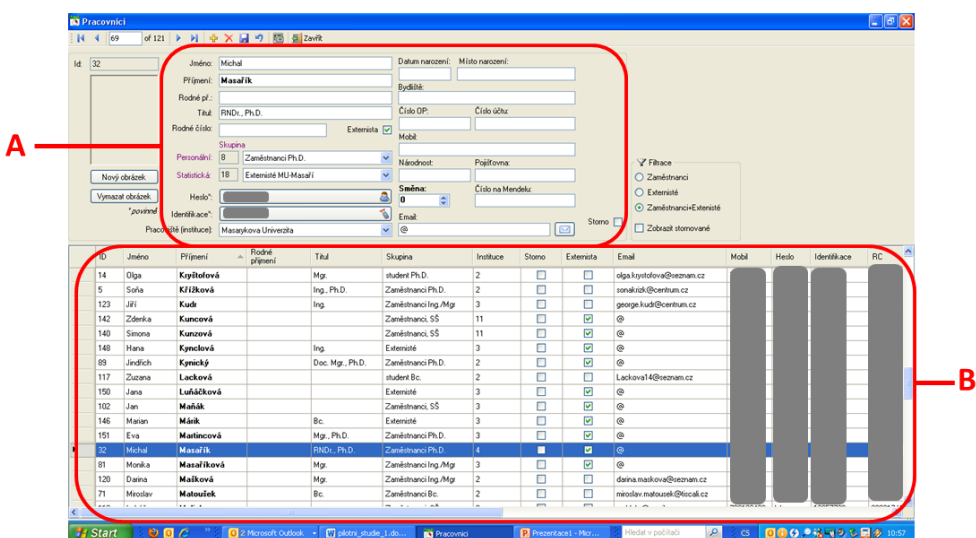 Pracovníci
69 of 121 Zavřít
Id: 32
Jméno: Michal
Příjmení: Masařík
Rodné př.:
Titul: RNDr., Ph.D.
Rodné číslo: Externista
Skupina
Personální: 8 Zaměstnanci Ph.D.
Statistická: 18 Externisté MU-Masaří
Heslo*:
Identifikace*:
Pracoviště (instituce): Masarykova Univerzita
Nový obrázek
Vymazat obrázek
*povinné
Datum narození: Místo narození:
Bydliště:
Číslo OP: Číslo účtu:
Mobil:
Národnost: Pojišťovna:
Směna: Číslo na Mendelu:
0
Email:
@
Storno
Filtrace
Zaměstnanci
Externisté
Zaměstnanci+Extenisté
Zobrazit stornované
A
B
ID Jméno Příjmení Rodné příjmení Titul Skupina Instituce Storno Externista Email Mobil Heslo Identifikace RC
14 Olga Kryštofová Mgr. student Ph.D. 2 olga.krystofova@seznam.cz
5 Soňa Křížková Ing., Ph.D. Zaměstnanci Ph.D. 2 sonakrizk@centrum.cz
123 Jiří Kudr Ing. Zaměstnanci Ing./Mgr 3 george.kudr@centrum.cz
142 Zdenka Kuncová Zaměstnanci, SŠ 11 @
140 Simona Kunzová Zaměstnanci, SŠ 11 @
148 Hana Kynclová Ing. Externisté 3 @
89 Jindřich Kynický Doc. Mgr., Ph.D. Zaměstnanci Ph.D. 2 @
117 Zuzana Lacková student Bc. 2 Lackova14@seznam.cz
150 Jana Luňáčková Externisté 3 @
102 Jan Maňák Zaměstnanci, SŠ 3 @
146 Marian Márik Bc. Externisté 3 @
151 Eva Martincová Mgr., Ph.D. Zaměstnanci Ph.D. 3 @
32 Michal Masařík RNDr., Ph.D. Zaměstnanci Ph.D. 4 @
81 Monika Masaříková Mgr. Zaměstnanci Ing./Mgr 3 @
120 Darina Mašková Mgr. Zaměstnanci Ing./Mgr 2 darina.maskova@seznam.cz
71 Miroslav Matoušek Bc. Zaměstnanci Bc. 2 miroslav.matousek@tiscali.cz
Start 2 Microsoft Outlook pilotni_studie_1.do... Pracovníci Prezentace1 - Micr... Hledat v počítači CS 10:57